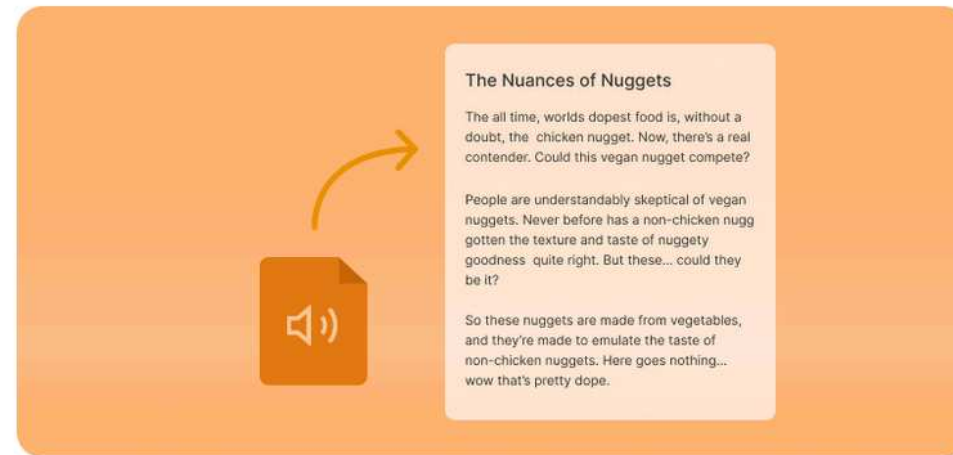 The Nuances of Nuggets
The all time, worlds dopest food is, without a
doubt, the  chicken nugget. Now, there's a real
contender. Could this vegan nugget compete?
People are understandably skeptical of vegan
nuggets. Never before has a non-chicken nugg
gotten the texture and taste of nuggety
goodness  quite right. But these... could they
be it?
So these nuggets are made from vegetables,
and they're made to emulate the taste of
non-chicken nuggets. Here goes nothing...
wow that's pretty dope.